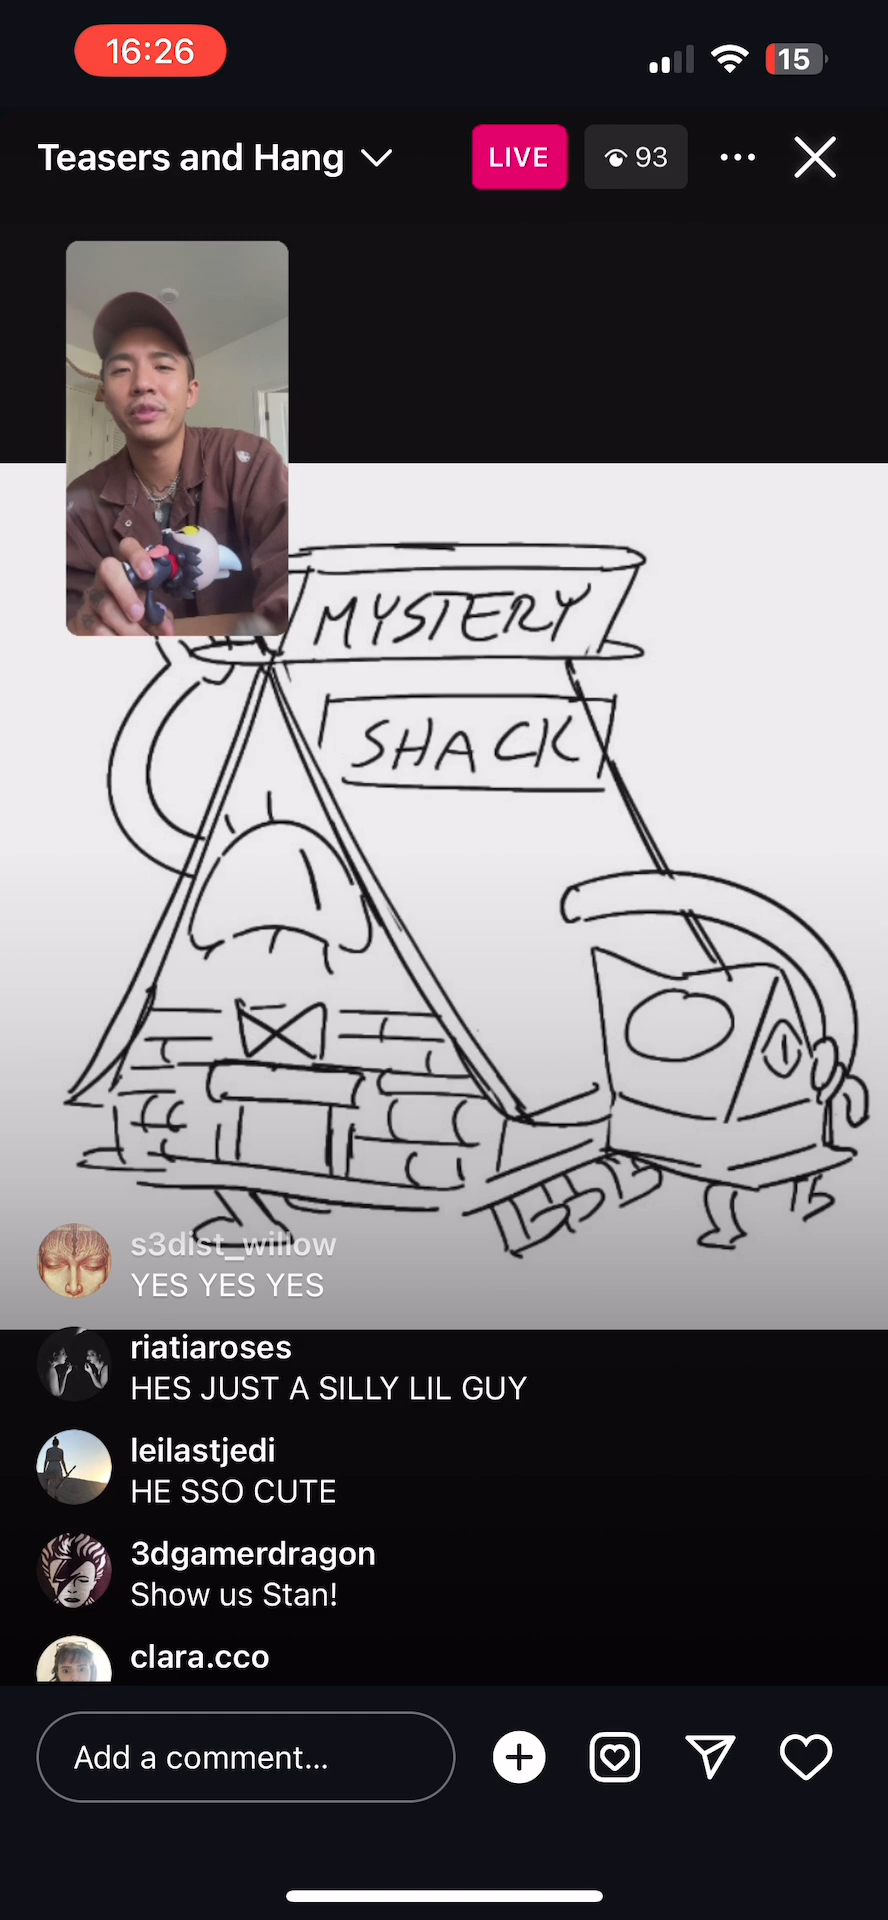 16:26
15
Teasers and Hang
LIVE
93
MYSTERY
SHACK
s3dist_willow
YES YES YES
riatiaroses
HES JUST A SILLY LIL GUY
leilastjedi
HE SSO CUTE
3dgamerdragon
Show us Stan!
clara.cco
Add a comment...